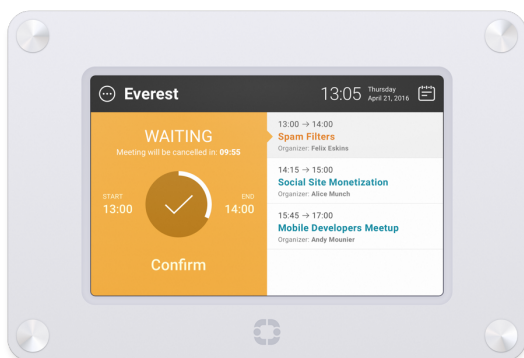 Everest
13:05 Thursday
April 21, 2016
WAITING
Meeting will be cancelled in: 09:55
START
13:00
END
14:00
Confirm
13:00 → 14:00
Spam Filters
Organizer: Felix Eskins
14:15 → 15:00
Social Site Monetization
Organizer: Alice Munch
15:45 → 17:00
Mobile Developers Meetup
Organizer: Andy Mounier